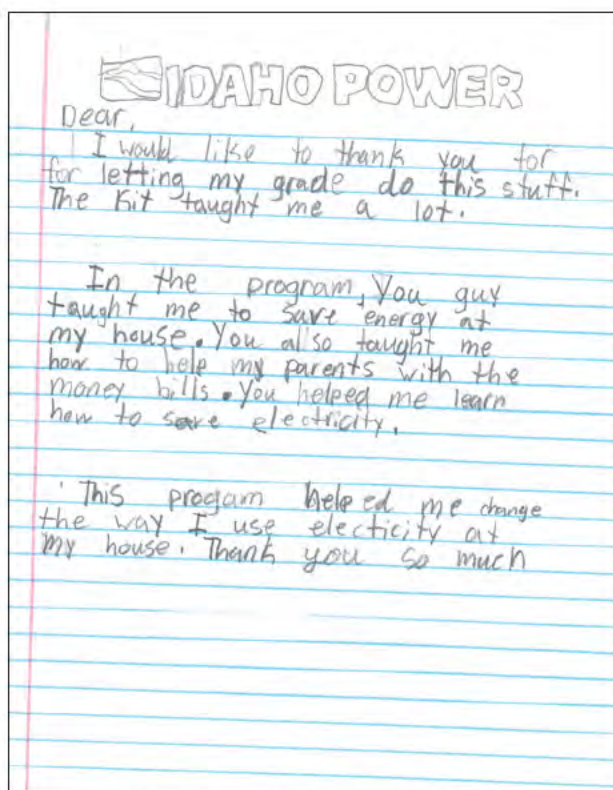 IDAHO POWER
Dear,
I would like to thank you for
for letting my grade do this stuff.
The Kit taught me a lot.
In the program, You guy
taught me to save energy at
my house. You also taught me
how to help my parents with the
money bills. You helped me learn
how to save electricity.
This progam helped me change
the way I use electicity at
my house. Thank you so much